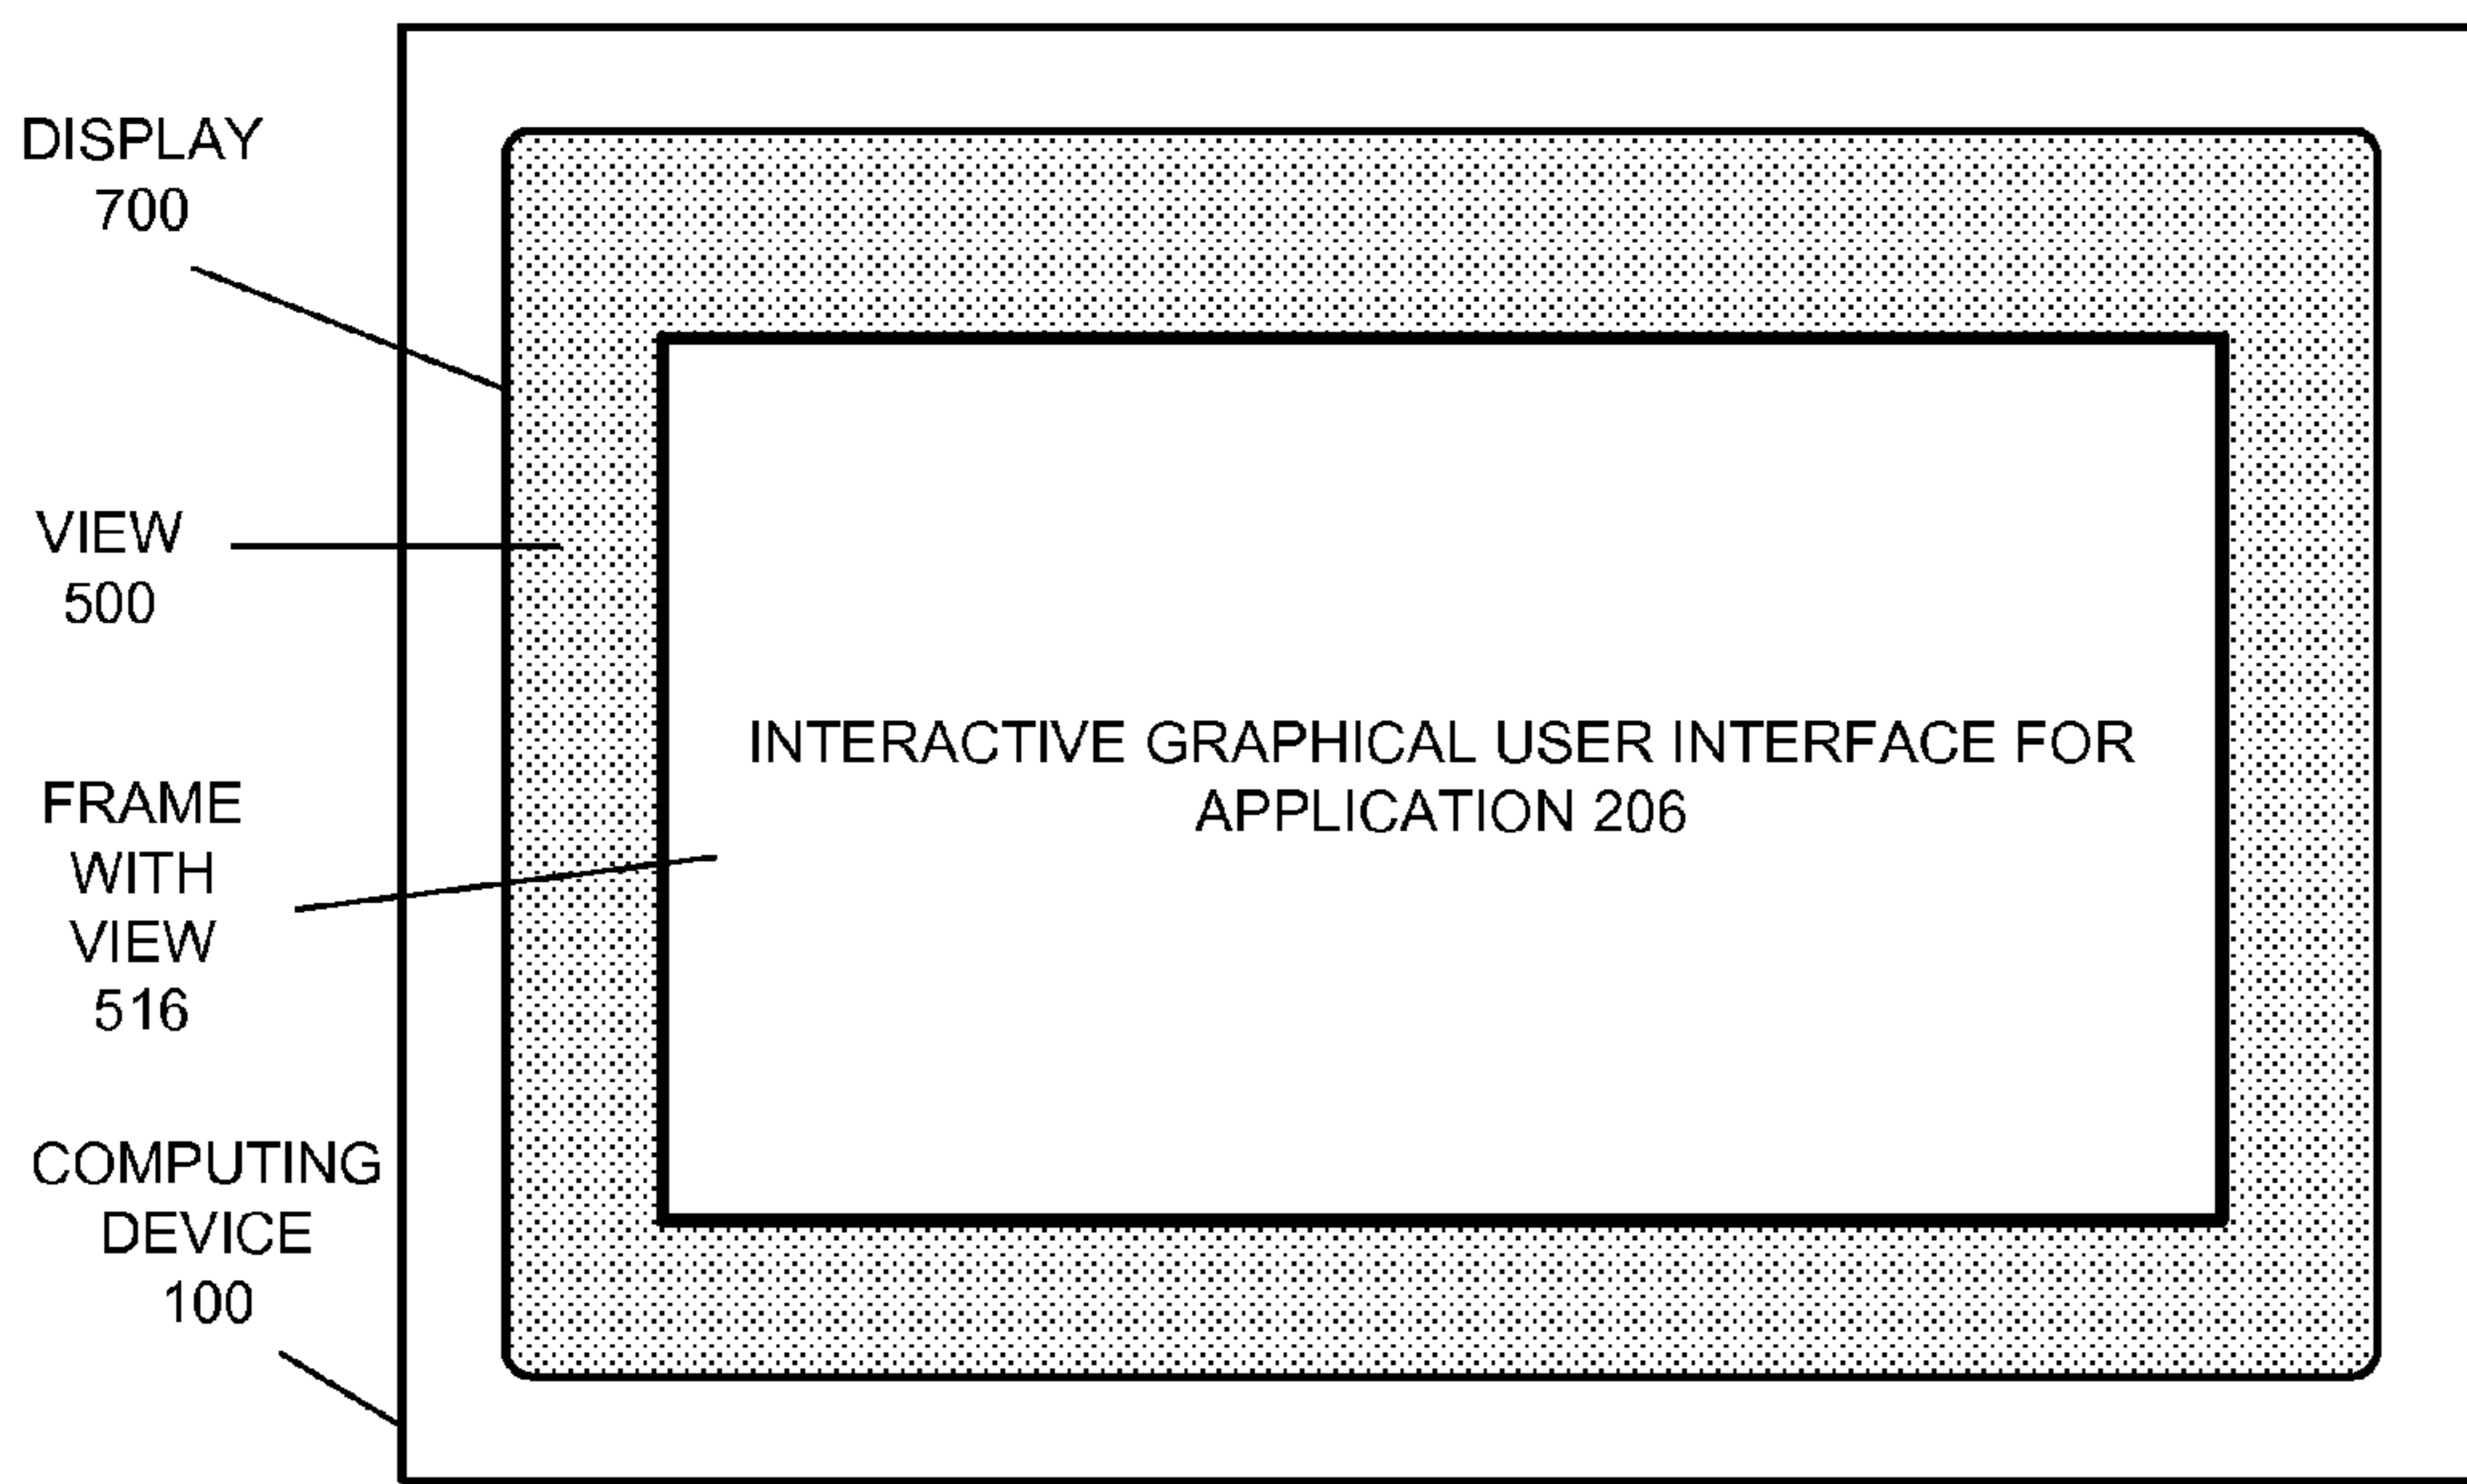 DISPLAY
700
VIEW
500
FRAME
WITH
VIEW
516
COMPUTING
DEVICE
100
INTERACTIVE GRAPHICAL USER INTERFACE FOR
APPLICATION 206